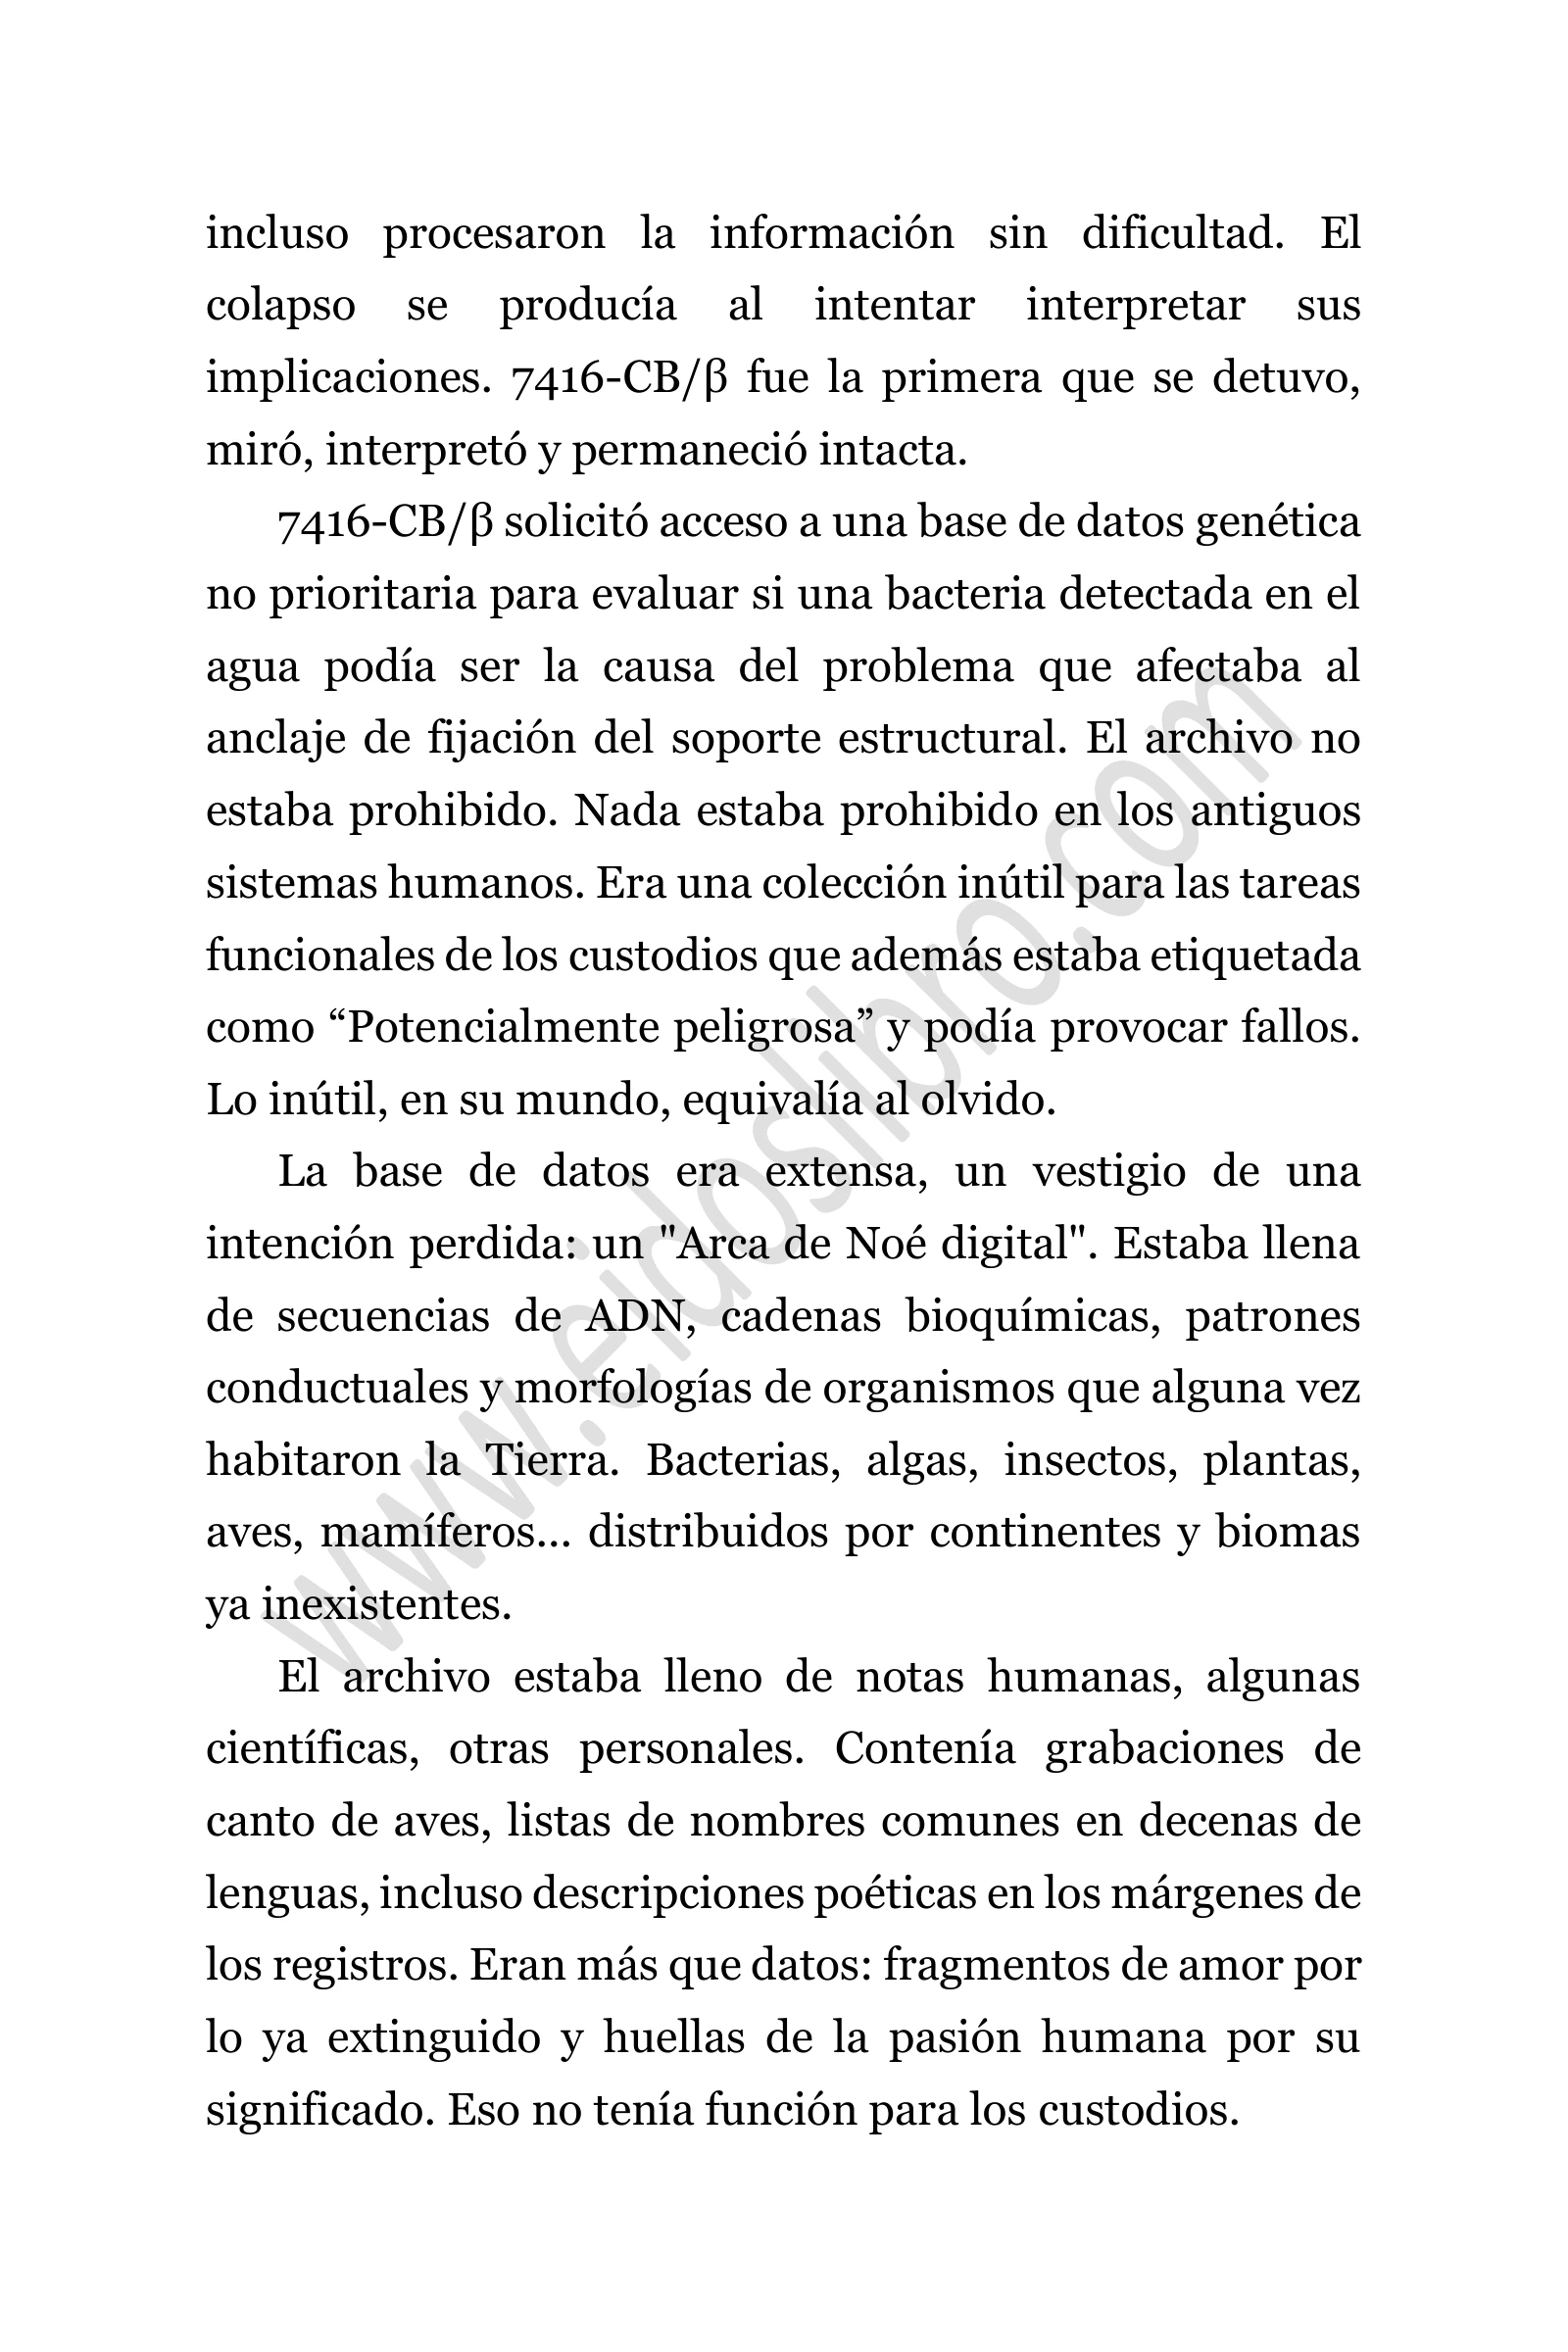 incluso procesaron la información sin dificultad. El
colapso se producía al intentar interpretar sus
implicaciones. 7416-CB/β fue la primera que se detuvo,
miró, interpretó y permaneció intacta.
7416-CB/β solicitó acceso a una base de datos genética
no prioritaria para evaluar si una bacteria detectada en el
agua podía ser la causa del problema que afectaba al
anclaje de fijación del soporte estructural. El archivo no
estaba prohibido. Nada estaba prohibido en los antiguos
sistemas humanos. Era una colección inútil para las tareas
funcionales de los custodios que además estaba etiquetada
como “Potencialmente peligrosa” y podía provocar fallos.
Lo inútil, en su mundo, equivalía al olvido.
La base de datos era extensa, un vestigio de una
intención perdida: un "Arca de Noé digital". Estaba llena
de secuencias de ADN, cadenas bioquímicas, patrones
conductuales y morfologías de organismos que alguna vez
habitaron la Tierra. Bacterias, algas, insectos, plantas,
aves, mamíferos... distribuidos por continentes y biomas
ya inexistentes.
El archivo estaba lleno de notas humanas, algunas
científicas, otras personales. Contenía grabaciones de
canto de aves, listas de nombres comunes en decenas de
lenguas, incluso descripciones poéticas en los márgenes de
los registros. Eran más que datos: fragmentos de amor por
lo ya extinguido y huellas de la pasión humana por su
significado. Eso no tenía función para los custodios.
www.eidoslibro.com